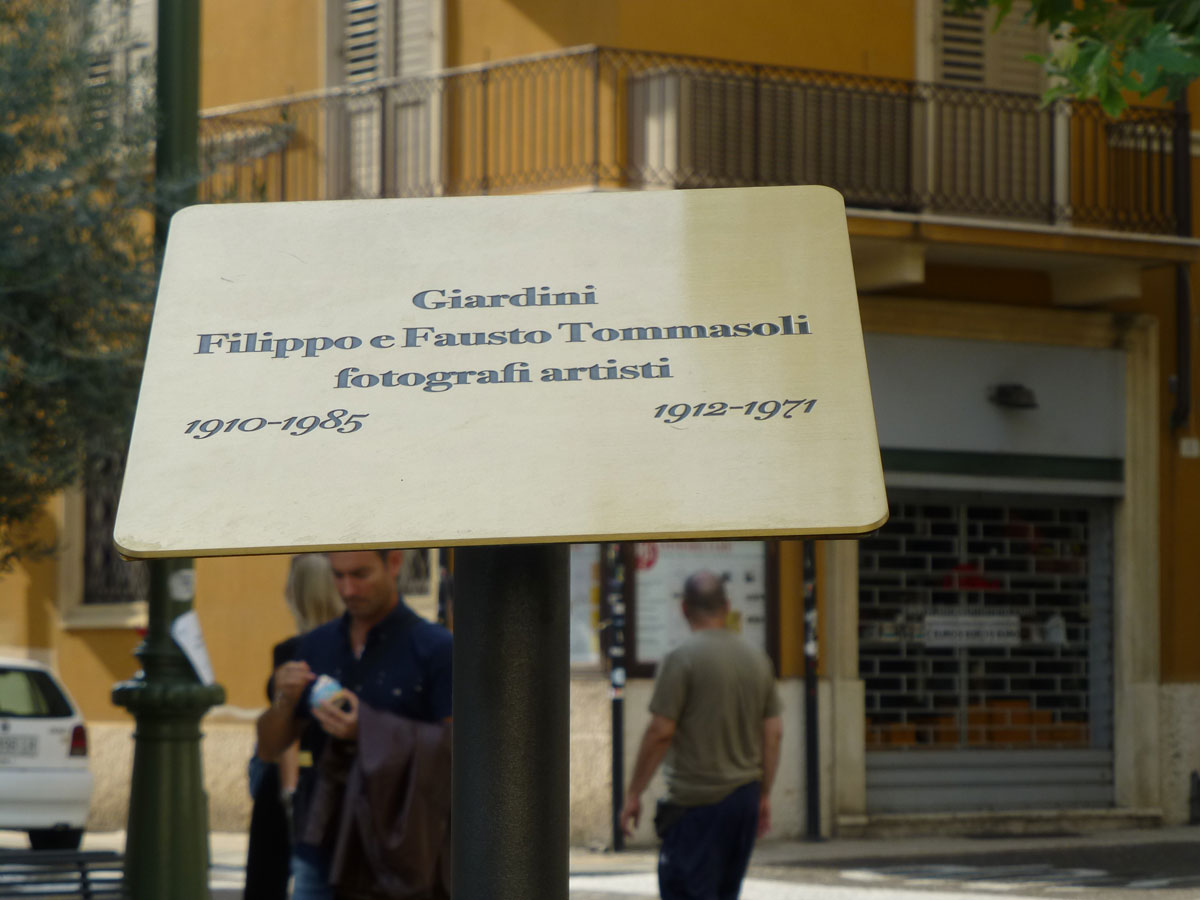 Giardini
Filippo e Fausto Tommasoli
fotografi artisti
1910-1985 1912-1971